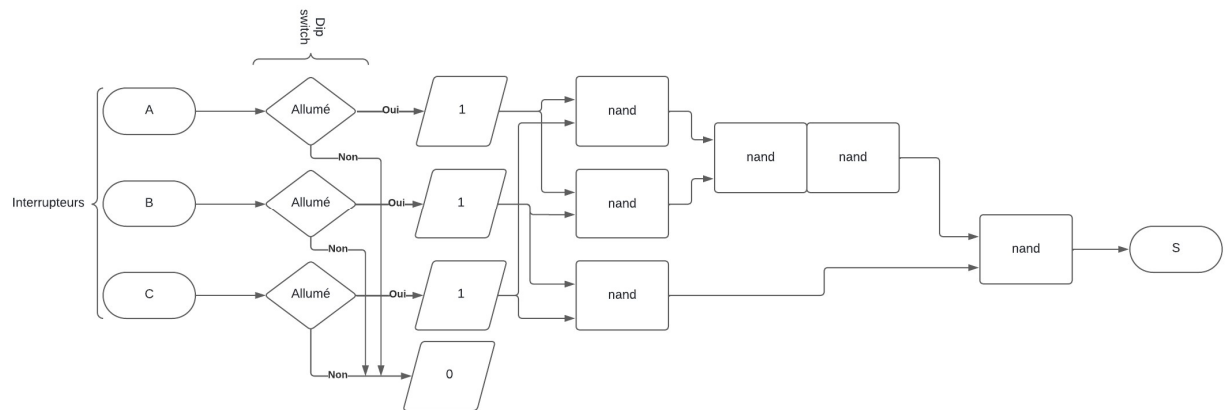 Dip
switch
A
Allumé
Oui
1
nand
Non
nand
nand
Interrupteurs
B
Allumé
Oui
1
nand
Non
nand
S
C
Allumé
Oui
1
nand
Non
0